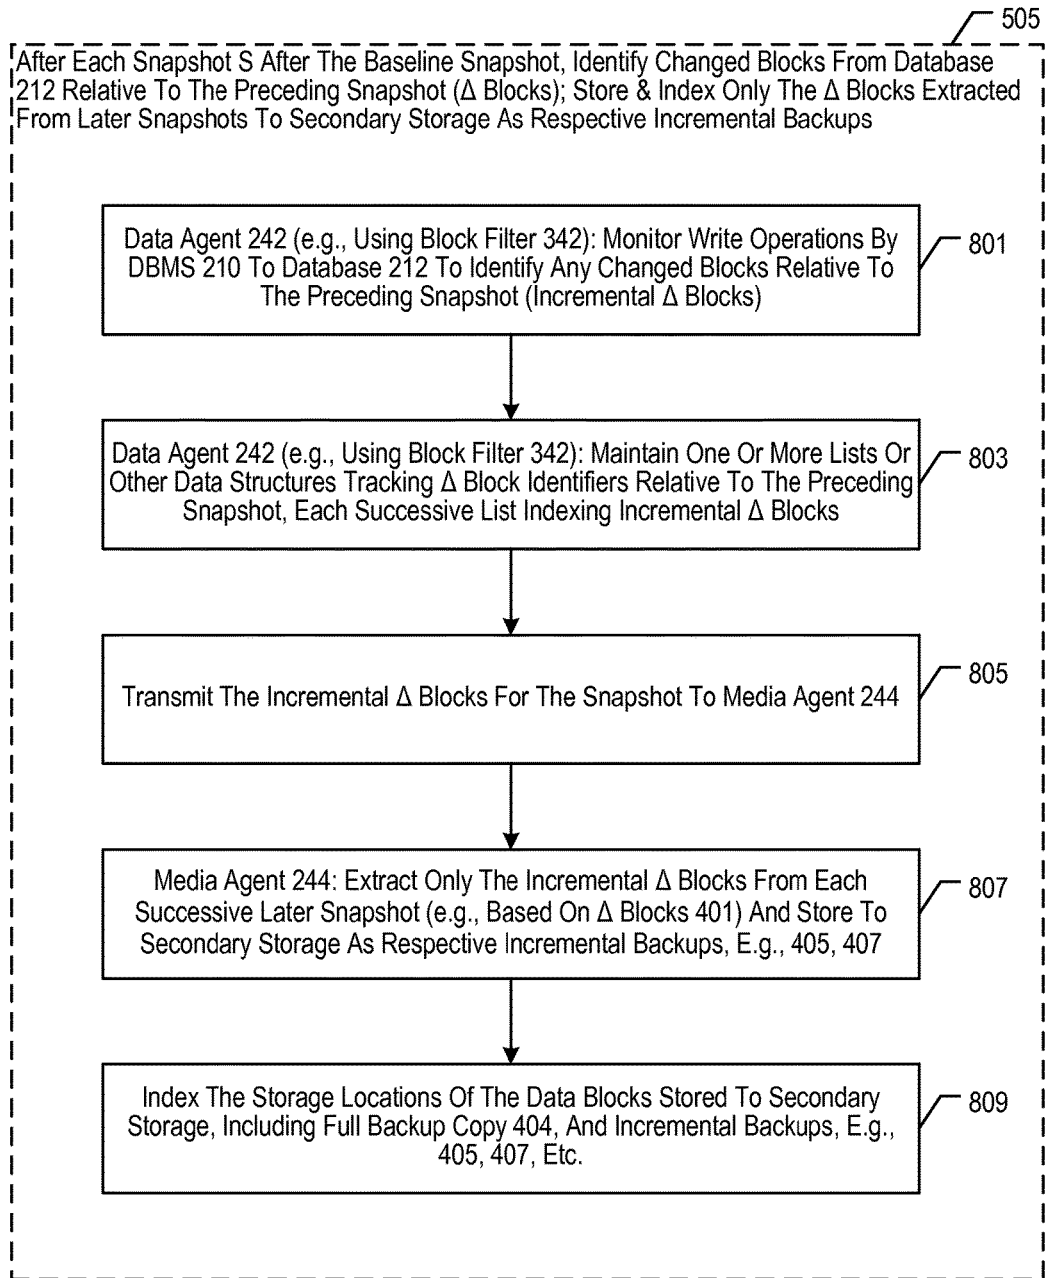 505
After Each Snapshot S After The Baseline Snapshot, Identify Changed Blocks From Database
212 Relative To The Preceding Snapshot (Δ Blocks); Store & Index Only The Δ Blocks Extracted
From Later Snapshots To Secondary Storage As Respective Incremental Backups
Data Agent 242 (e.g., Using Block Filter 342): Monitor Write Operations By
DBMS 210 To Database 212 To Identify Any Changed Blocks Relative To
The Preceding Snapshot (Incremental Δ Blocks)
801
Data Agent 242 (e.g., Using Block Filter 342): Maintain One Or More Lists Or
Other Data Structures Tracking Δ Block Identifiers Relative To The Preceding
Snapshot, Each Successive List Indexing Incremental Δ Blocks
803
Transmit The Incremental Δ Blocks For The Snapshot To Media Agent 244
805
Media Agent 244: Extract Only The Incremental Δ Blocks From Each
Successive Later Snapshot (e.g., Based On Δ Blocks 401) And Store To
Secondary Storage As Respective Incremental Backups, E.g., 405, 407
807
Index The Storage Locations Of The Data Blocks Stored To Secondary
Storage, Including Full Backup Copy 404, And Incremental Backups, E.g.,
405, 407, Etc.
809